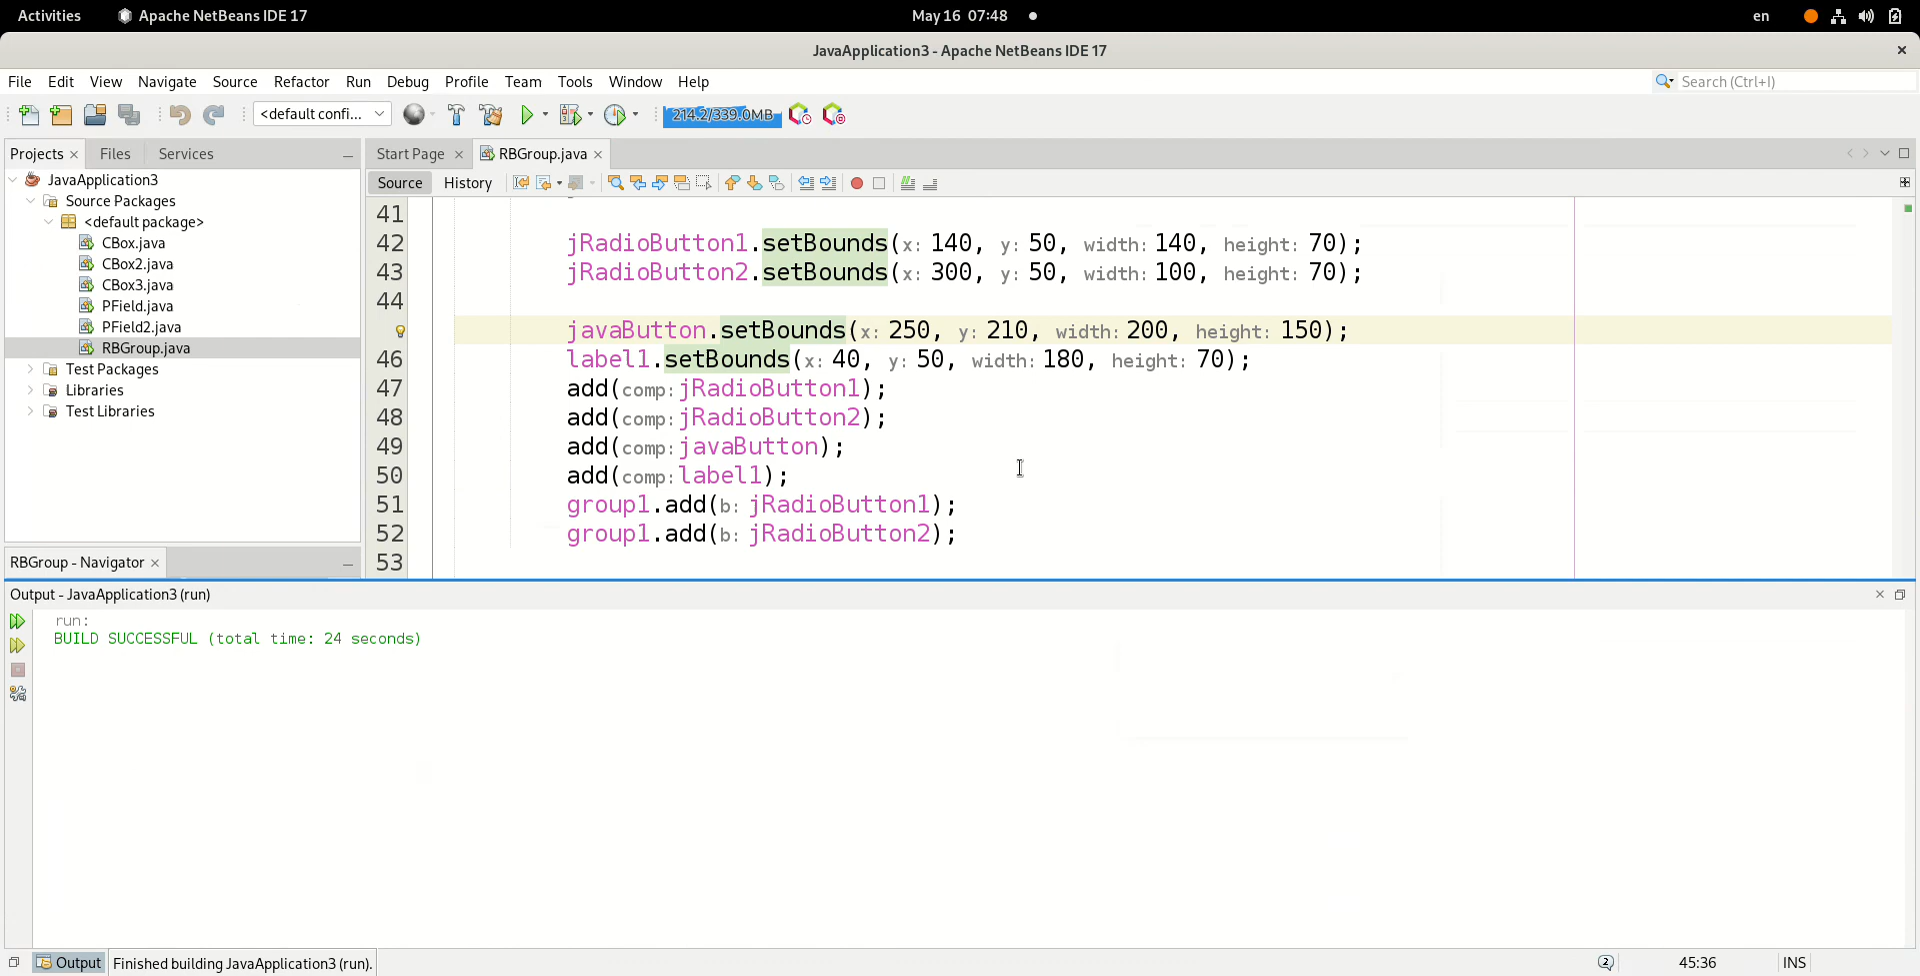 Activities Apache NetBeans IDE 17 May 16 07:48 en
JavaApplication3 - Apache NetBeans IDE 17
File Edit View Navigate Source Refactor Run Debug Profile Team Tools Window Help Search (Ctrl+I)
<default confi... 214.2/339.0MB
Projects Files Services Start Page RBGroup.java
JavaApplication3
Source Packages
<default package>
CBox.java
CBox2.java
CBox3.java
PField.java
PField2.java
RBGroup.java
Test Packages
Libraries
Test Libraries
Source History
41
42 jRadioButton1.setBounds(x: 140, y: 50, width: 140, height: 70);
43 jRadioButton2.setBounds(x: 300, y: 50, width: 100, height: 70);
44
javaButton.setBounds(x: 250, y: 210, width: 200, height: 150);
46 label1.setBounds(x: 40, y: 50, width: 180, height: 70);
47 add(comp: jRadioButton1);
48 add(comp: jRadioButton2);
49 add(comp: javaButton);
50 add(comp: label1);
51 group1.add(b: jRadioButton1);
52 group1.add(b: jRadioButton2);
53
RBGroup - Navigator
Output - JavaApplication3 (run)
run:
BUILD SUCCESSFUL (total time: 24 seconds)
Output Finished building JavaApplication3 (run). 2 45:36 INS